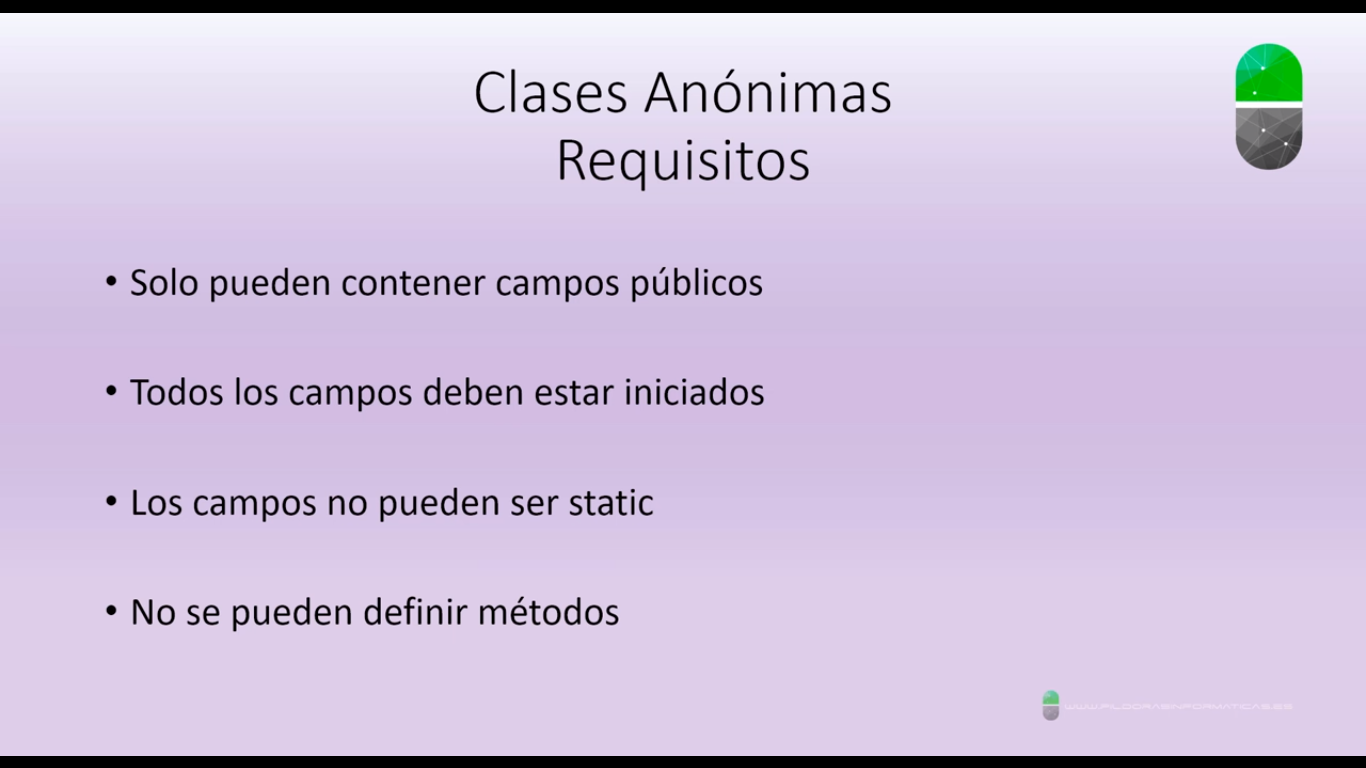 Clases Anónimas
Requisitos
• Solo pueden contener campos públicos
• Todos los campos deben estar iniciados
• Los campos no pueden ser static
• No se pueden definir métodos
WWW.PILDORASINFORMATICAS.ES